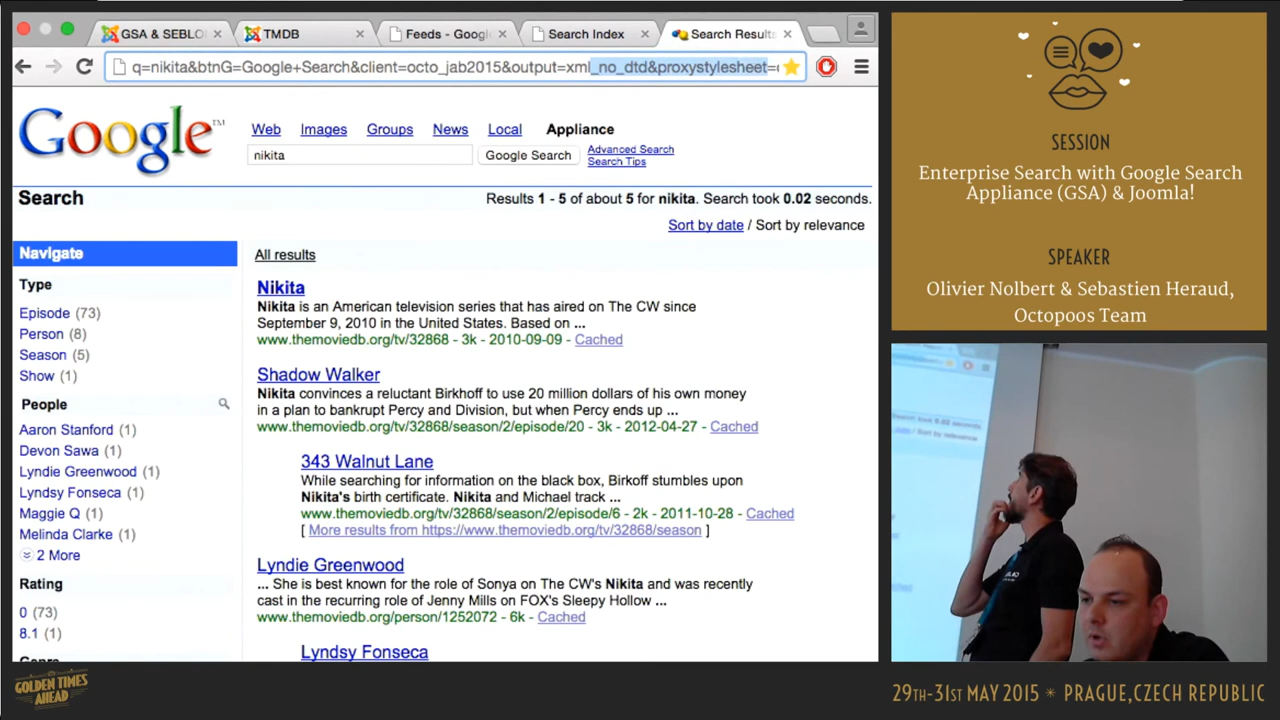 GSA & SEBLO
TMDB
Feeds - Googl
Search Index
Search Results
q=nikita&btnG=Google+Search&client=octo_jab2015&output=xml_no_dtd&proxystylesheet=
Google™
Web Images Groups News Local Appliance
nikita
Google Search
Advanced Search
Search Tips
Search
Results 1 - 5 of about 5 for nikita. Search took 0.02 seconds.
Sort by date / Sort by relevance
Navigate
Type
Episode (73)
Person (8)
Season (5)
Show (1)
People
Aaron Stanford (1)
Devon Sawa (1)
Lyndie Greenwood (1)
Lyndsy Fonseca (1)
Maggie Q (1)
Melinda Clarke (1)
2 More
Rating
0 (73)
8.1 (1)
Genre
All results
Nikita
Nikita is an American television series that has aired on The CW since
September 9, 2010 in the United States. Based on ...
www.themoviedb.org/tv/32868 - 3k - 2010-09-09 - Cached
Shadow Walker
Nikita convinces a reluctant Birkhoff to use 20 million dollars of his own money
in a plan to bankrupt Percy and Division, but when Percy ends up ...
www.themoviedb.org/tv/32868/season/2/episode/20 - 3k - 2012-04-27 - Cached
343 Walnut Lane
While searching for information on the black box, Birkoff stumbles upon
Nikita's birth certificate. Nikita and Michael track ...
www.themoviedb.org/tv/32868/season/2/episode/6 - 2k - 2011-10-28 - Cached
[ More results from https://www.themoviedb.org/tv/32868/season ]
Lyndie Greenwood
... She is best known for the role of Sonya on The CW's Nikita and was recently
cast in the recurring role of Jenny Mills on FOX's Sleepy Hollow ...
www.themoviedb.org/person/1252072 - 6k - Cached
Lyndsy Fonseca
SESSION
Enterprise Search with Google Search
Appliance (GSA) & Joomla!
SPEAKER
Olivier Nolbert & Sebastien Heraud,
Octopoos Team
GOLDEN TIMES
AHEAD
29TH-31ST MAY 2015 * PRAGUE,CZECH REPUBLIC